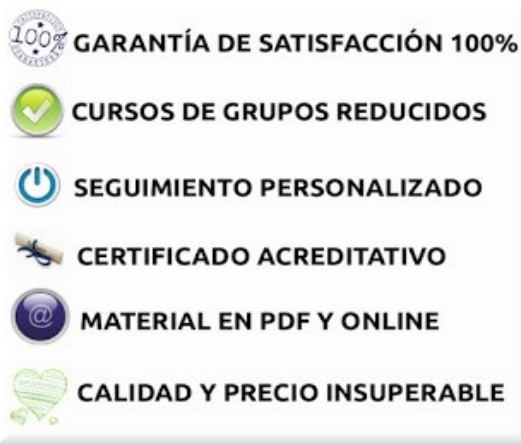 100% GARANTÍA DE SATISFACCIÓN 100%
CURSOS DE GRUPOS REDUCIDOS
SEGUIMIENTO PERSONALIZADO
CERTIFICADO ACREDITATIVO
@ MATERIAL EN PDF Y ONLINE
CALIDAD Y PRECIO INSUPERABLE